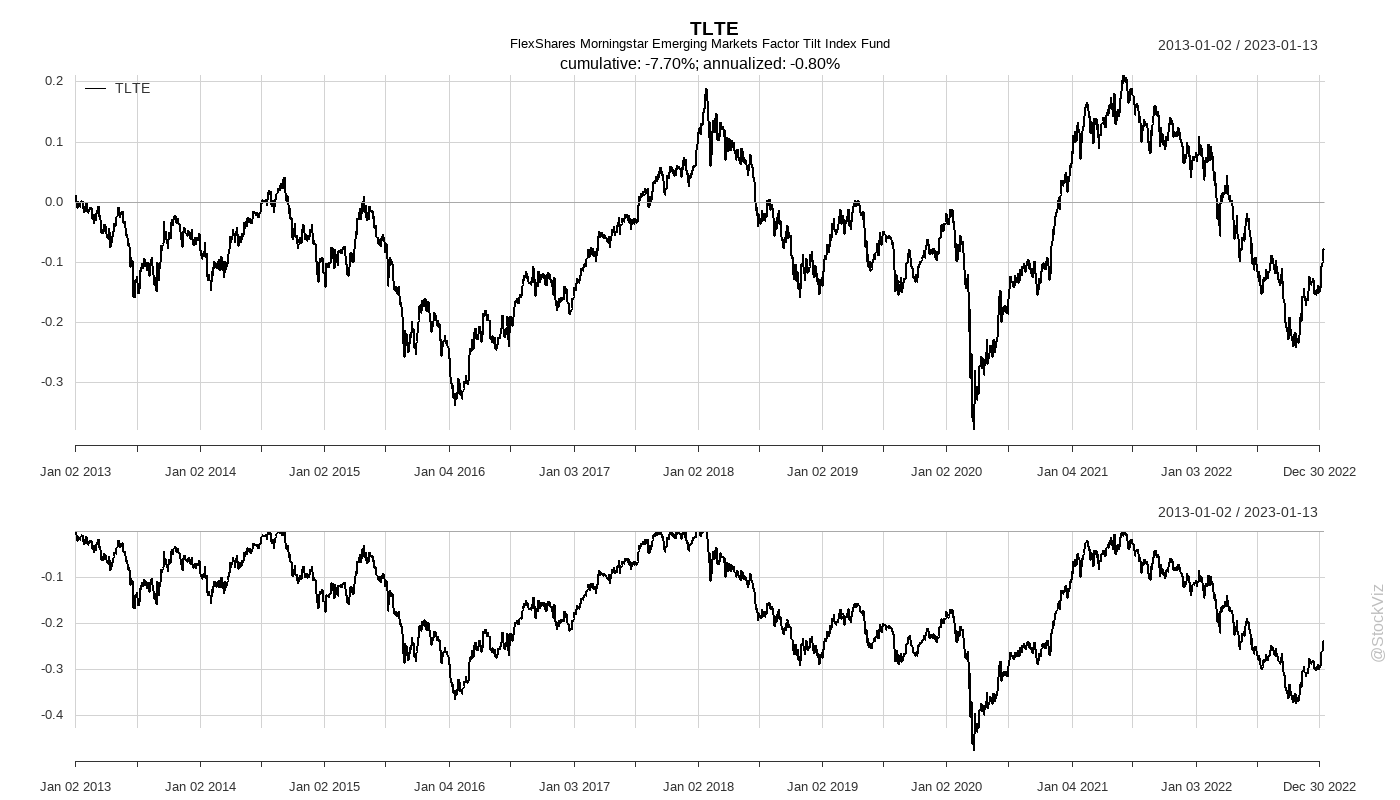 TLTE
FlexShares Morningstar Emerging Markets Factor Tilt Index Fund
cumulative: -7.70%; annualized: -0.80%
2013-01-02 / 2023-01-13
TLTE
0.2
0.1
0.0
-0.1
-0.2
-0.3
Jan 02 2013 Jan 02 2014 Jan 02 2015 Jan 04 2016 Jan 03 2017 Jan 02 2018 Jan 02 2019 Jan 02 2020 Jan 04 2021 Jan 03 2022 Dec 30 2022
2013-01-02 / 2023-01-13
-0.1
-0.2
-0.3
-0.4
Jan 02 2013 Jan 02 2014 Jan 02 2015 Jan 04 2016 Jan 03 2017 Jan 02 2018 Jan 02 2019 Jan 02 2020 Jan 04 2021 Jan 03 2022 Dec 30 2022
@StockViz